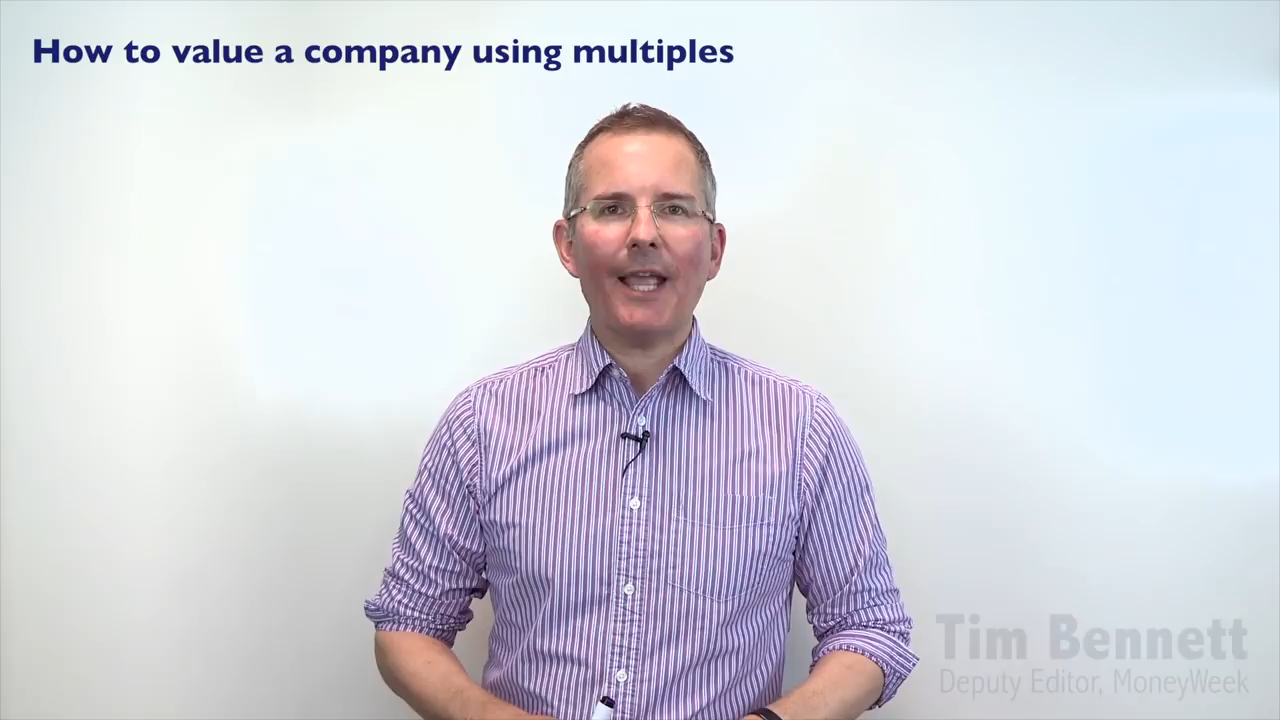 How to value a company using multiples
Tim Bennett
Deputy Editor, MoneyWeek